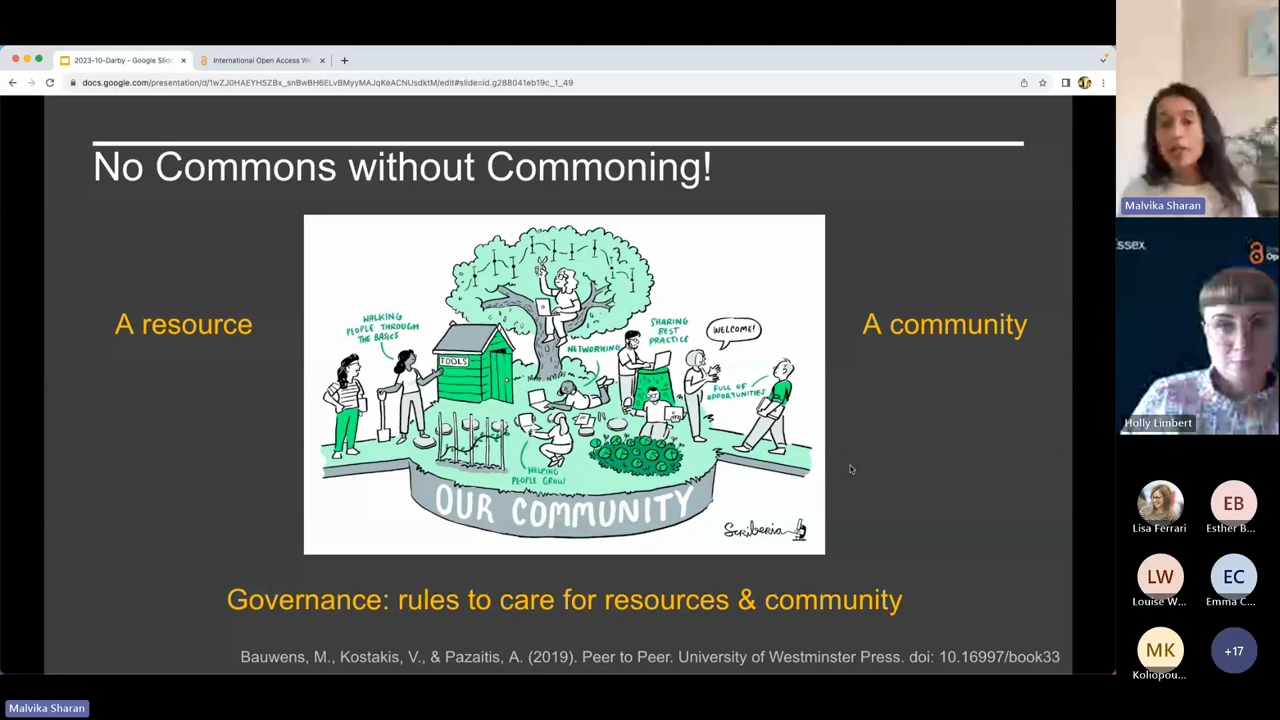 2023-10-Darby - Google Slid
International Open Access We
docs.google.com/presentation/d/1wZJ0HAEYHSZBx_snBwBH6ELvBMyyMAJqKeACNUsdktM/edit#slide=id.g288041eb19c_1_49
No Commons without Commoning!
A resource
WALKING
PEOPLE THROUGH
THE BASICS
TOOLS
NETWORKING
SHARING
BEST
PRACTICE
WELCOME!
FULL OF
OPPORTUNITIES
HELPING
PEOPLE GROW
OUR COMMUNITY
Scriberia
A community
Governance: rules to care for resources & community
Bauwens, M., Kostakis, V., & Pazaitis, A. (2019). Peer to Peer. University of Westminster Press. doi: 10.16997/book33
Malvika Sharan
Essex
Op
Holly Limbert
Lisa Ferrari
EB
Esther B...
LW
Louise W...
EC
Emma C...
MK
Koliopou...
+17
Malvika Sharan